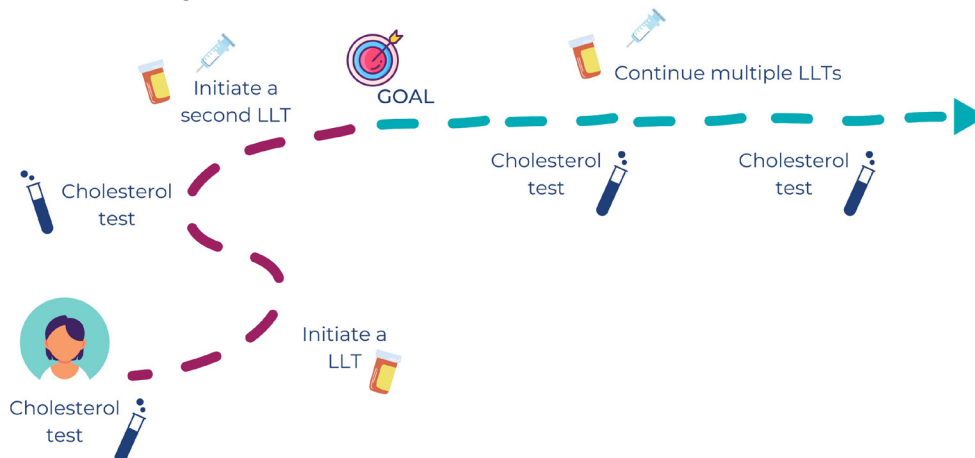 Initiate a
second LLT
GOAL
Continue multiple LLTs
Cholesterol
test
Cholesterol
test
Cholesterol
test
Initiate a
LLT
Cholesterol
test